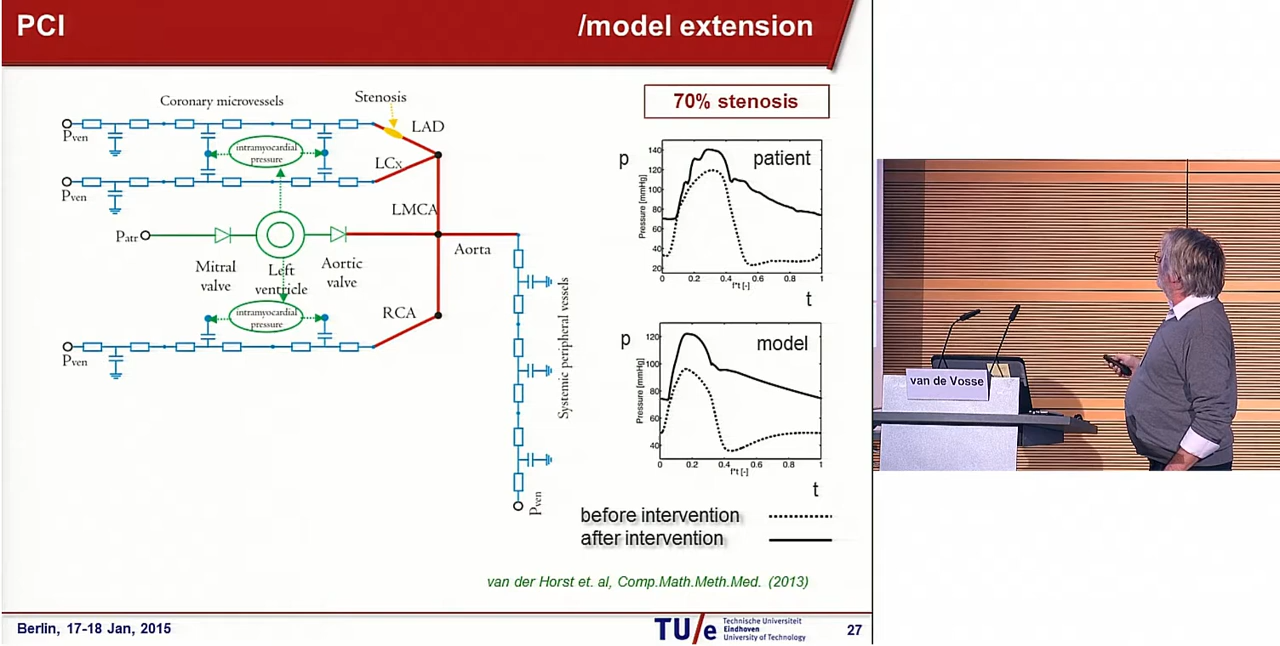 PCI
/model extension
Coronary microvessels
Stenosis
LAD
LCx
LMCA
Pven
Pven
intramyocardial
pressure
Patr
Mitral
valve
Left
ventricle
Aortic
valve
Aorta
RCA
intramyocardial
pressure
Pven
Systemic peripheral vessels
Pven
70% stenosis
p
patient
Pressure [mmHg]
140
120
100
80
60
40
20
0
0.2
0.4
0.6
0.8
1
f*t [-]
t
p
model
Pressure [mmHg]
120
100
80
60
40
0
0.2
0.4
0.6
0.8
1
f*t [-]
t
before intervention
after intervention
van der Horst et. al, Comp.Math.Meth.Med. (2013)
Berlin, 17-18 Jan, 2015
TU/e
Technische Universiteit
Eindhoven
University of Technology
27
van de Vosse